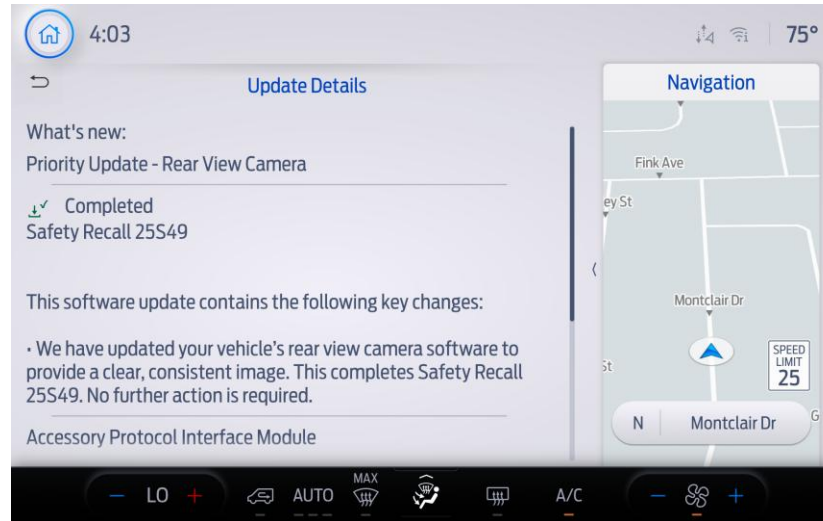 4:03
75°
Update Details
What's new:
Priority Update - Rear View Camera
Completed
Safety Recall 25S49
This software update contains the following key changes:
· We have updated your vehicle's rear view camera software to
provide a clear, consistent image. This completes Safety Recall
25S49. No further action is required.
Accessory Protocol Interface Module
Navigation
Fink Ave
ey St
Montclair Dr
St
SPEED
LIMIT
25
G
N Montclair Dr
LO
AUTO
MAX
A/C